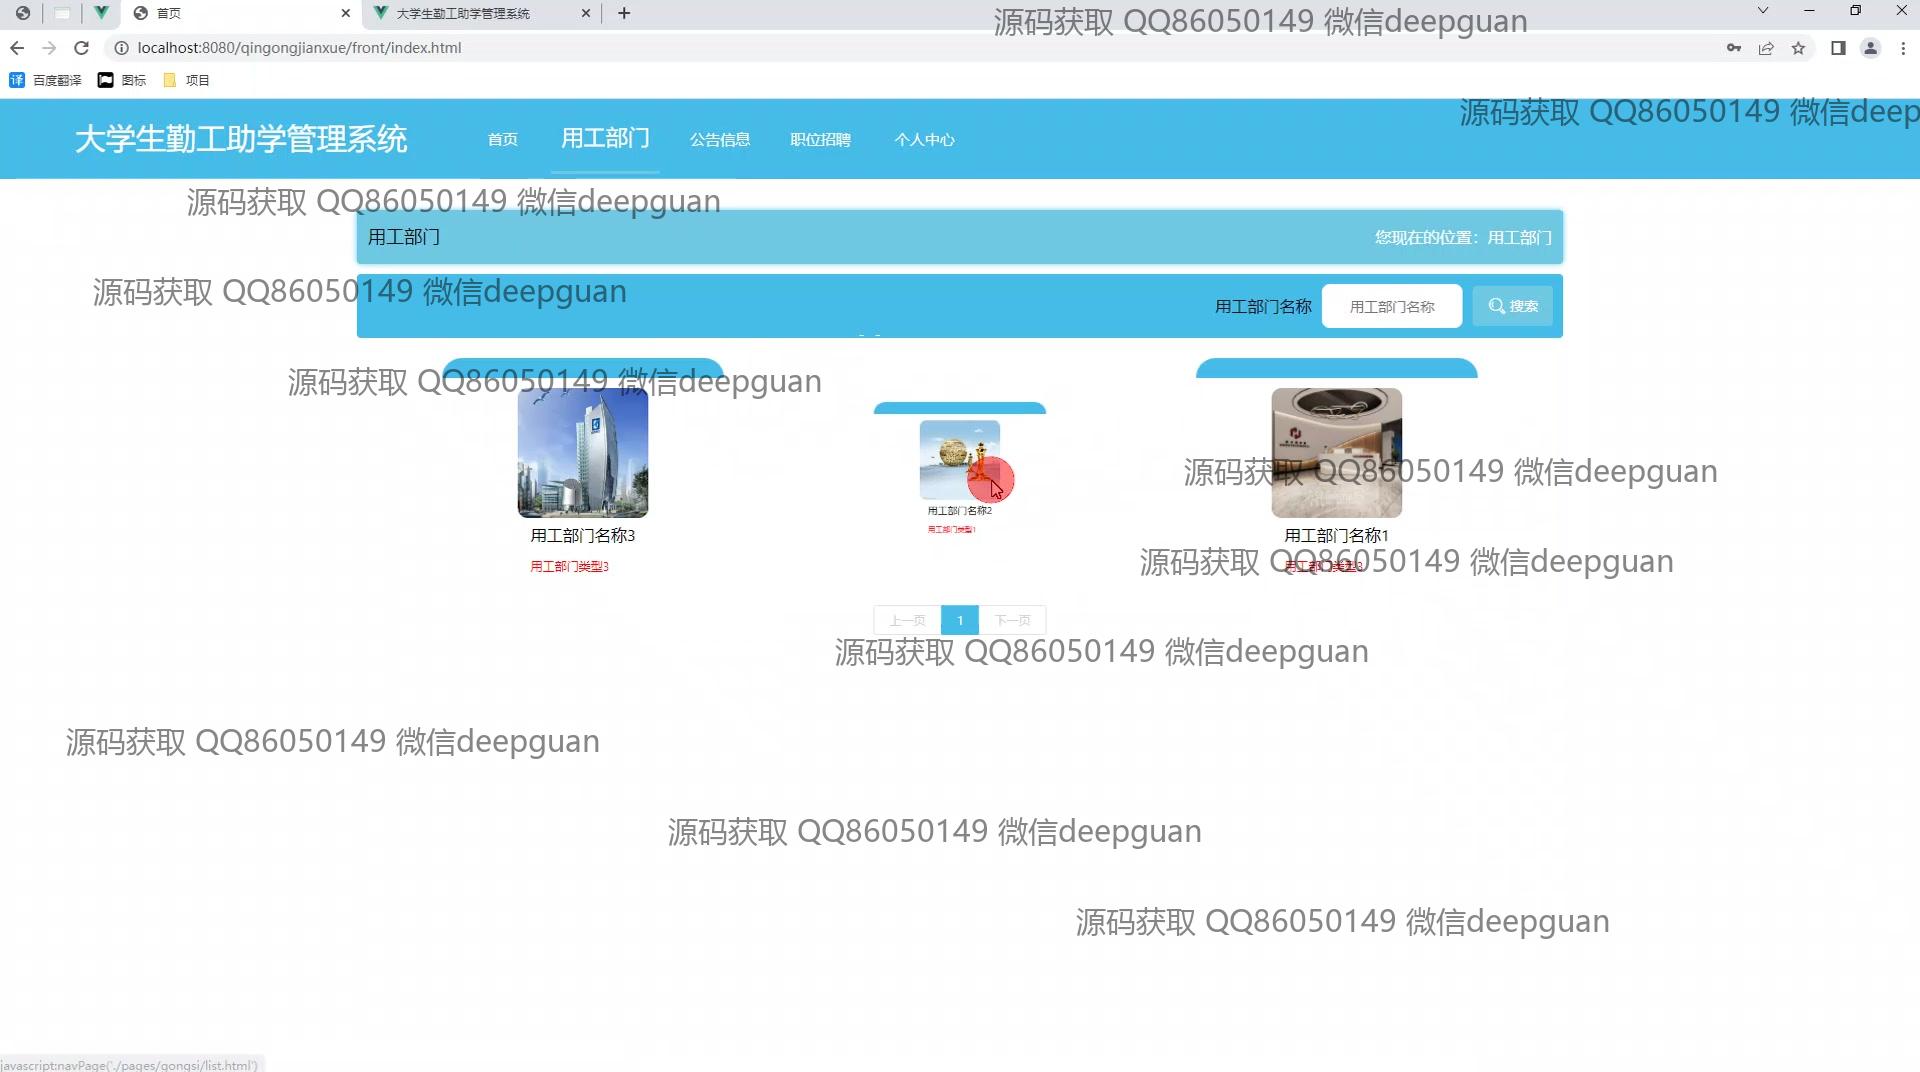 首页
大学生勤工助学管理系统
源码获取 QQ86050149 微信deepguan
localhost:8080/qingongjianxue/front/index.html
译 百度翻译
图标
项目
源码获取 QQ86050149 微信deep
大学生勤工助学管理系统
首页
用工部门
公告信息
职位招聘
个人中心
源码获取 QQ86050149 微信deepguan
用工部门
您现在的位置：用工部门
源码获取 QQ86050149 微信deepguan
用工部门名称
用工部门名称
搜索
源码获取 QQ86050149 微信deepguan
用工部门名称3
用工部门类型3
用工部门名称2
用工部门类型1
源码获取 QQ86050149 微信deepguan
用工部门名称1
用工部门类型3
源码获取 QQ86050149 微信deepguan
上一页
1
下一页
源码获取 QQ86050149 微信deepguan
源码获取 QQ86050149 微信deepguan
源码获取 QQ86050149 微信deepguan
源码获取 QQ86050149 微信deepguan
javascript:navPage('./pages/gongsi/list.html')